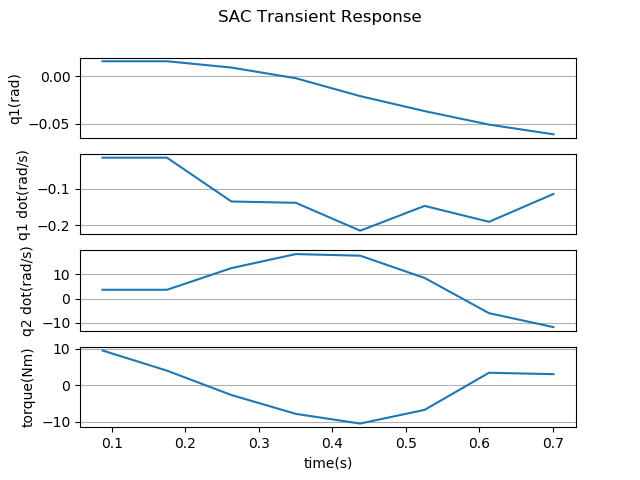 SAC Transient Response
q1(rad)
0.00
−0.05
q1 dot(rad/s)
−0.1
−0.2
q2 dot(rad/s)
10
0
−10
torque(Nm)
10
0
−10
0.1 0.2 0.3 0.4 0.5 0.6 0.7
time(s)